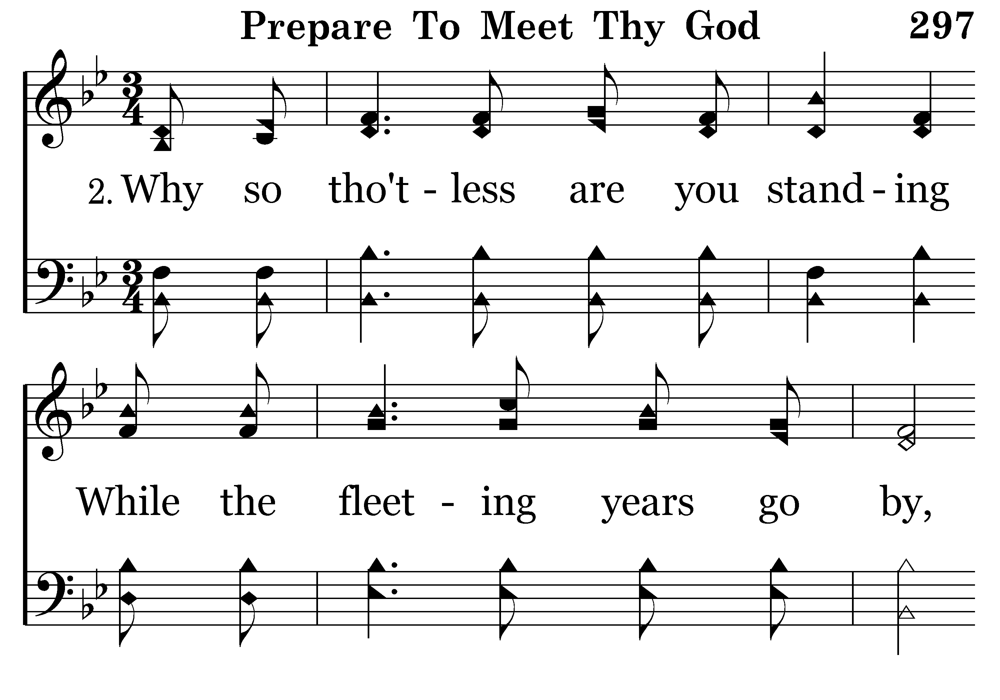 Prepare To Meet Thy God 297
2. Why so tho't - less are you stand - ing
While the fleet - ing years go by,